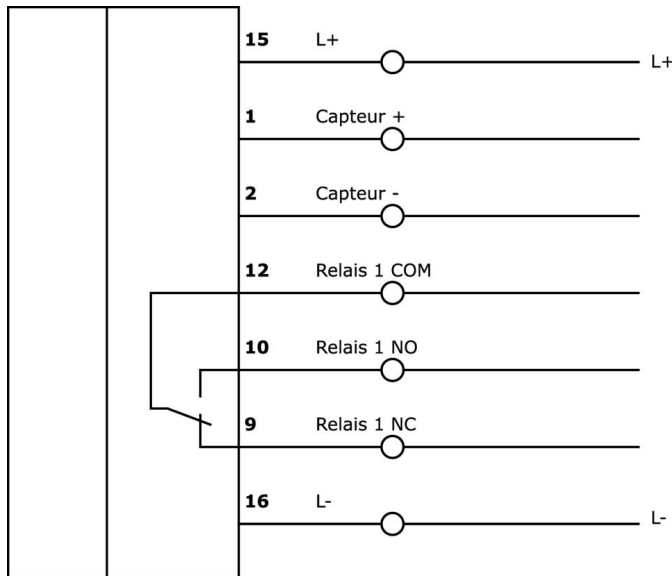 15 L+
L+
1 Capteur +
2 Capteur -
12 Relais 1 COM
10 Relais 1 NO
9 Relais 1 NC
16 L-
L-